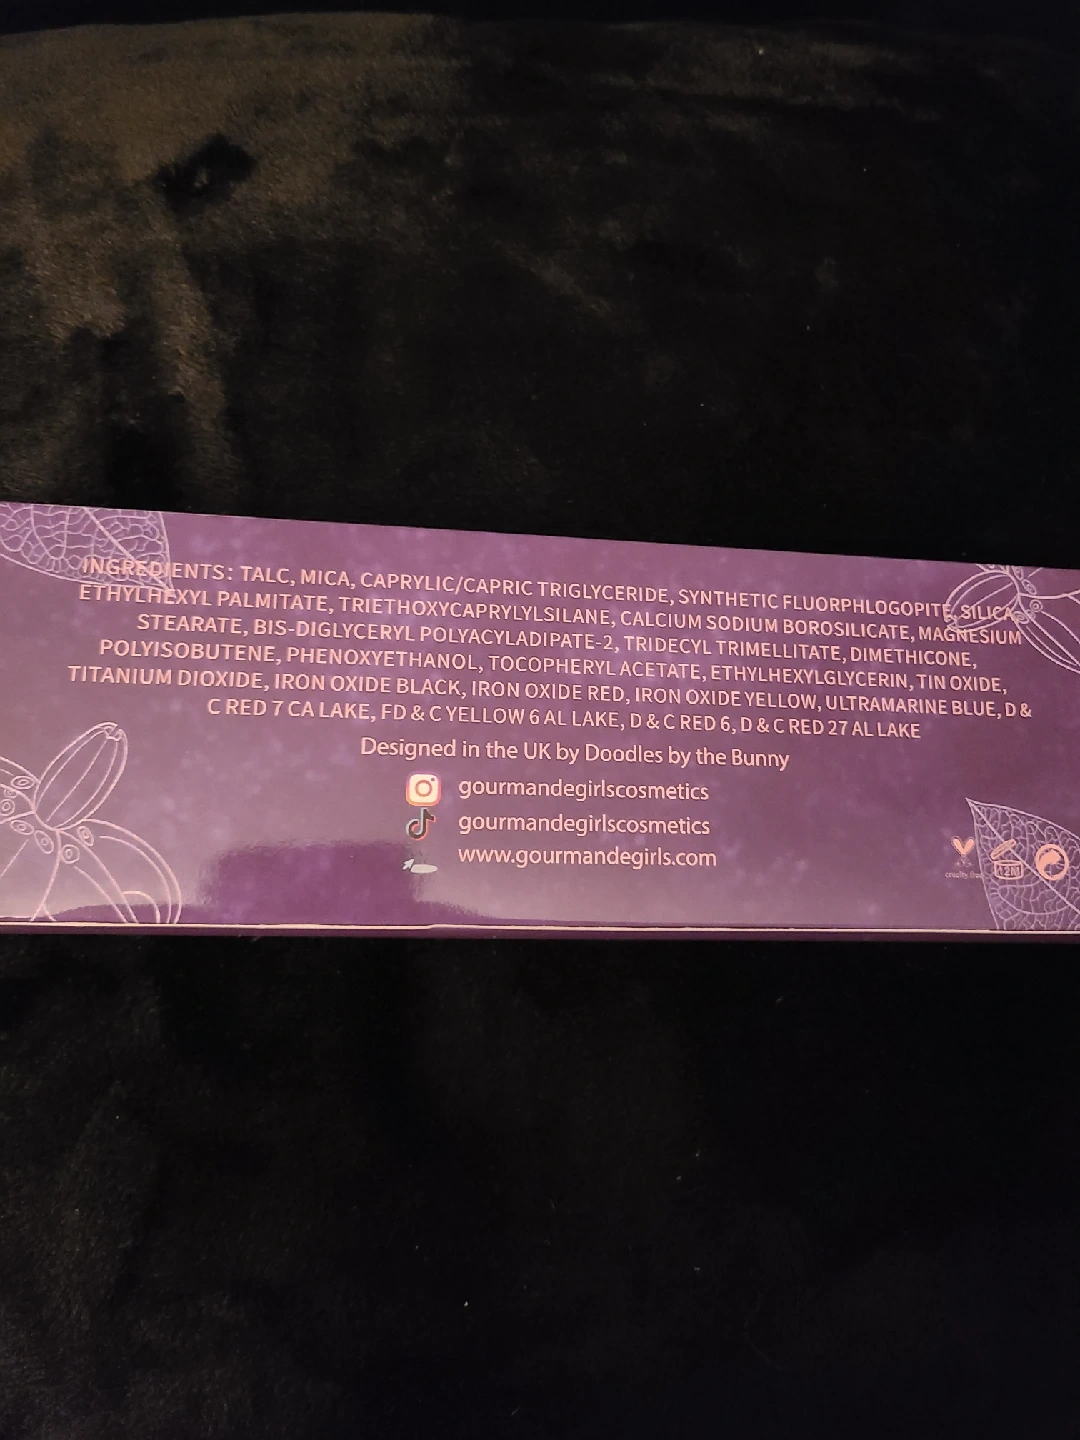 INGREDIENTS: TALC, MICA, CAPRYLIC/CAPRIC TRIGLYCERIDE, SYNTHETIC FLUORPHLOGOPITE, SILICA,
ETHYLHEXYL PALMITATE, TRIETHOXYCAPRYLYLSILANE, CALCIUM SODIUM BOROSILICATE, MAGNESIUM
STEARATE, BIS-DIGLYCERYL POLYACYLADIPATE-2, TRIDECYL TRIMELLITATE, DIMETHICONE,
POLYISOBUTENE, PHENOXYETHANOL, TOCOPHERYL ACETATE, ETHYLHEXYLGLYCERIN, TIN OXIDE,
TITANIUM DIOXIDE, IRON OXIDE BLACK, IRON OXIDE RED, IRON OXIDE YELLOW, ULTRAMARINE BLUE, D &
C RED 7 CA LAKE, FD & C YELLOW 6 AL LAKE, D & C RED 6, D & C RED 27 AL LAKE
Designed in the UK by Doodles by the Bunny
gourmandegirlscosmetics
gourmandegirlscosmetics
www.gourmandegirls.com
cruelty free
12M